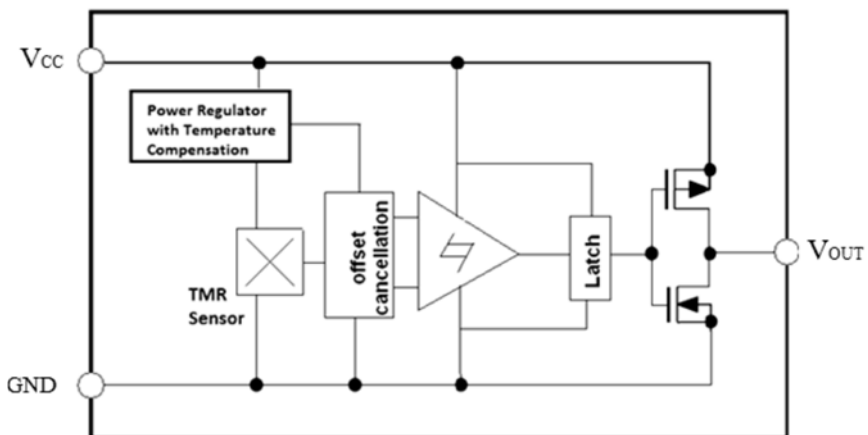 VCC
Power Regulator
with Temperature
Compensation
offset
cancellation
Latch
VOUT
TMR
Sensor
GND